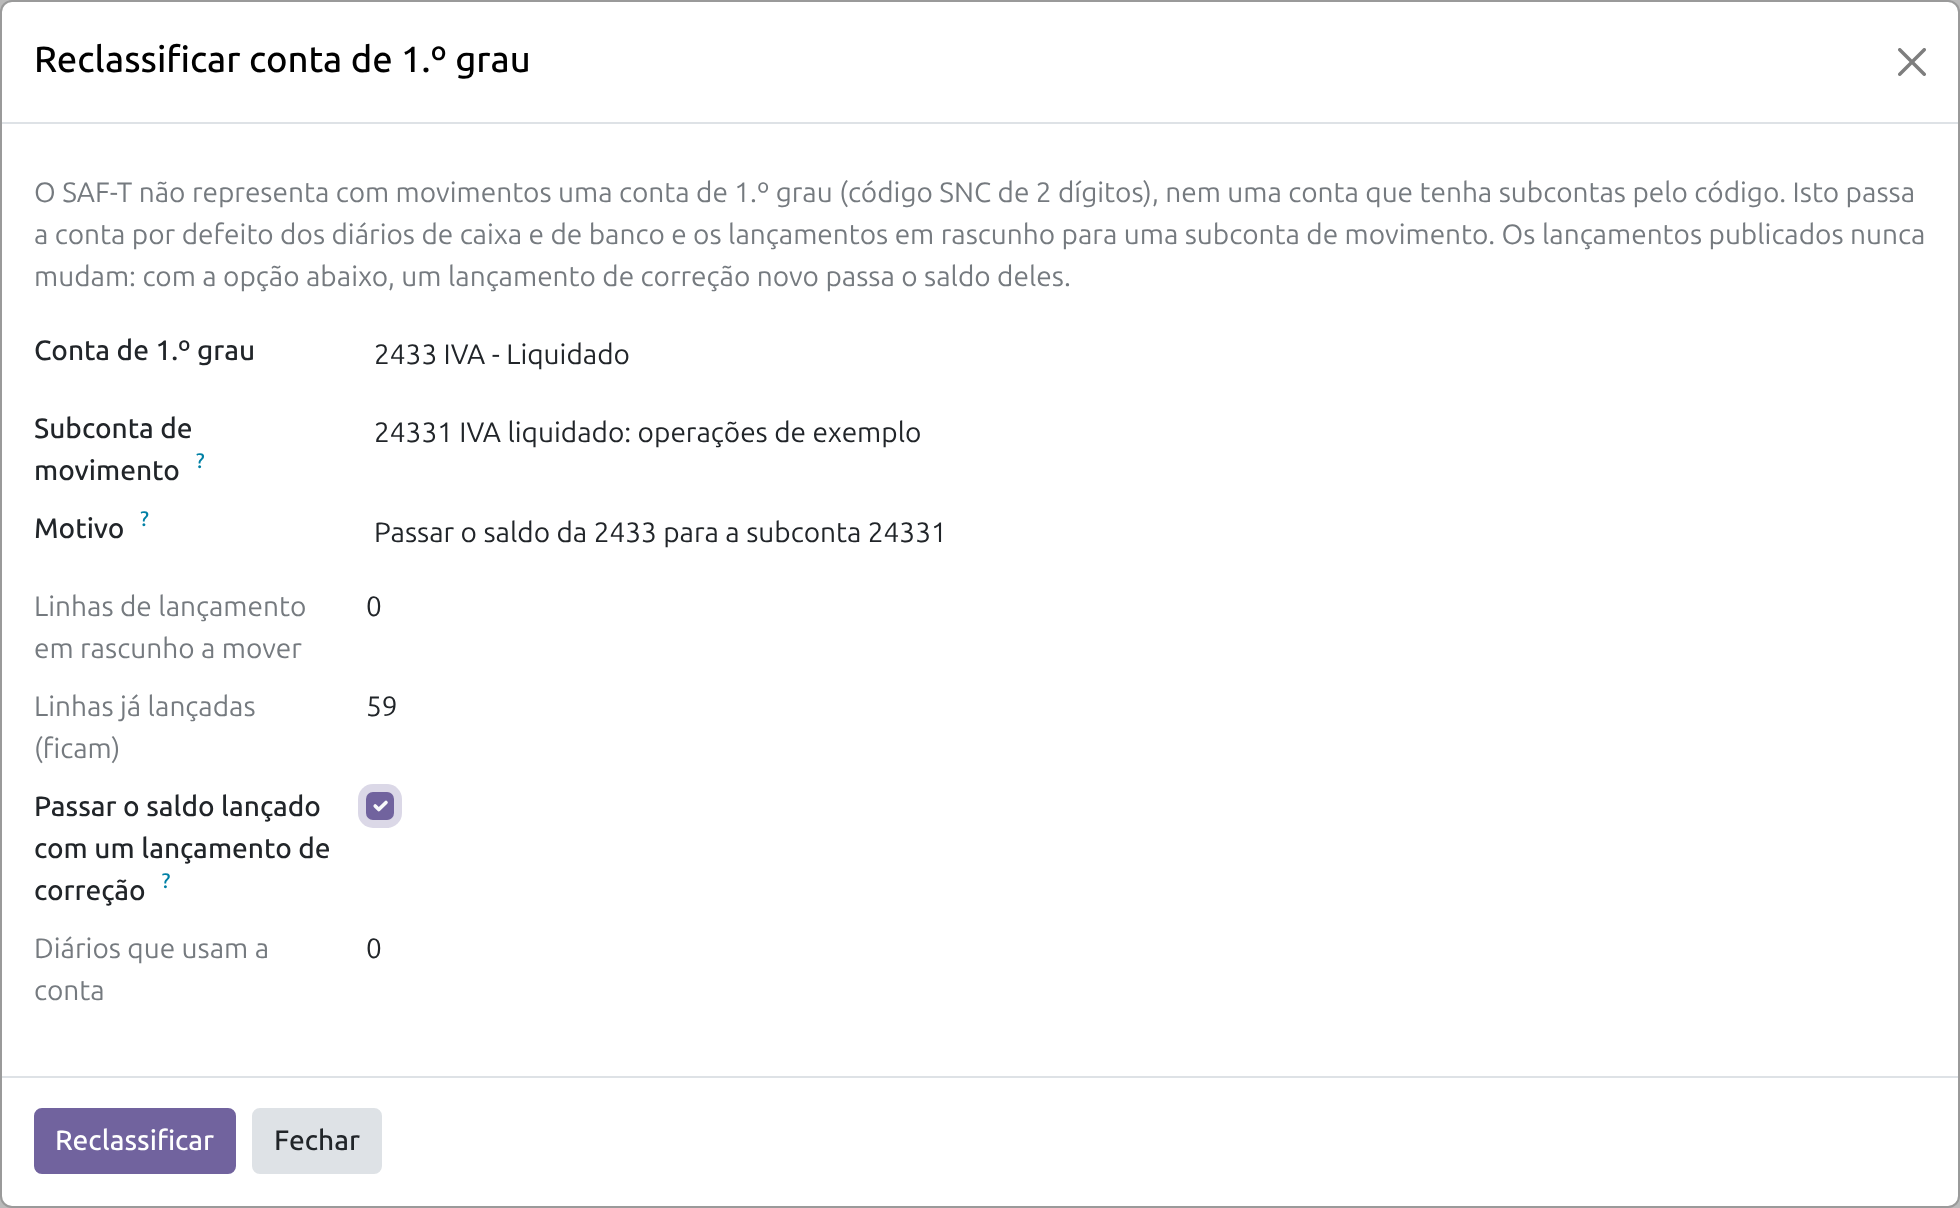 Reclassificar conta de 1.º grau
O SAF-T não representa com movimentos uma conta de 1.º grau (código SNC de 2 dígitos), nem uma conta que tenha subcontas pelo código. Isto passa
a conta por defeito dos diários de caixa e de banco e os lançamentos em rascunho para uma subconta de movimento. Os lançamentos publicados nunca
mudam: com a opção abaixo, um lançamento de correção novo passa o saldo deles.
Conta de 1.º grau
2433 IVA - Liquidado
Subconta de
movimento ?
24331 IVA liquidado: operações de exemplo
Motivo ?
Passar o saldo da 2433 para a subconta 24331
Linhas de lançamento
em rascunho a mover
0
Linhas já lançadas
(ficam)
59
Passar o saldo lançado
com um lançamento de
correção ?
Diários que usam a
conta
0
Reclassificar
Fechar